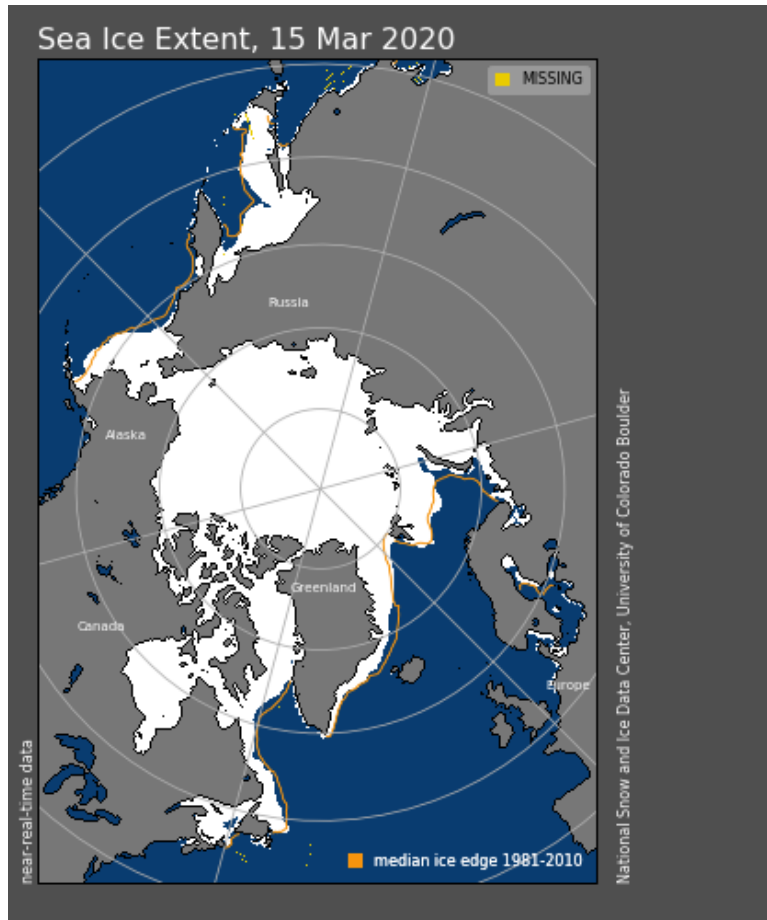 Sea Ice Extent, 15 Mar 2020
MISSING
Russia
Alaska
Greenland
Canada
Europe
median ice edge 1981-2010
near-real-time data
National Snow and Ice Data Center, University of Colorado Boulder